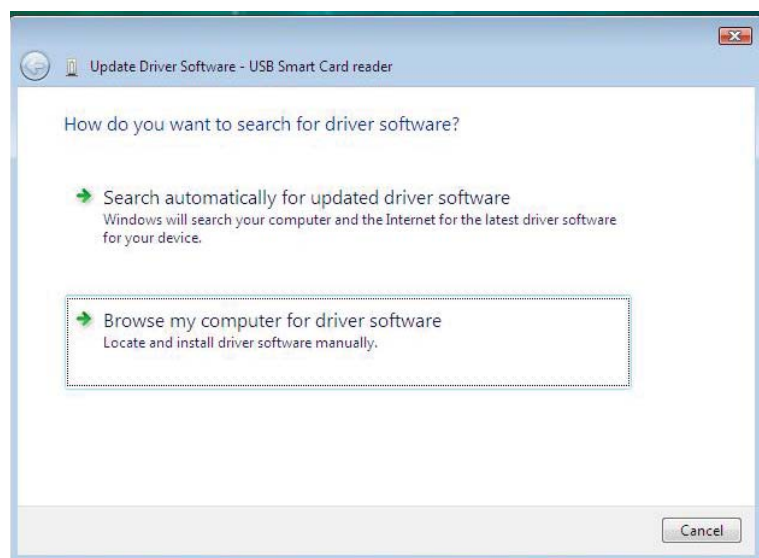 Update Driver Software - USB Smart Card reader
How do you want to search for driver software?
Search automatically for updated driver software
Windows will search your computer and the Internet for the latest driver software
for your device.
Browse my computer for driver software
Locate and install driver software manually.
Cancel